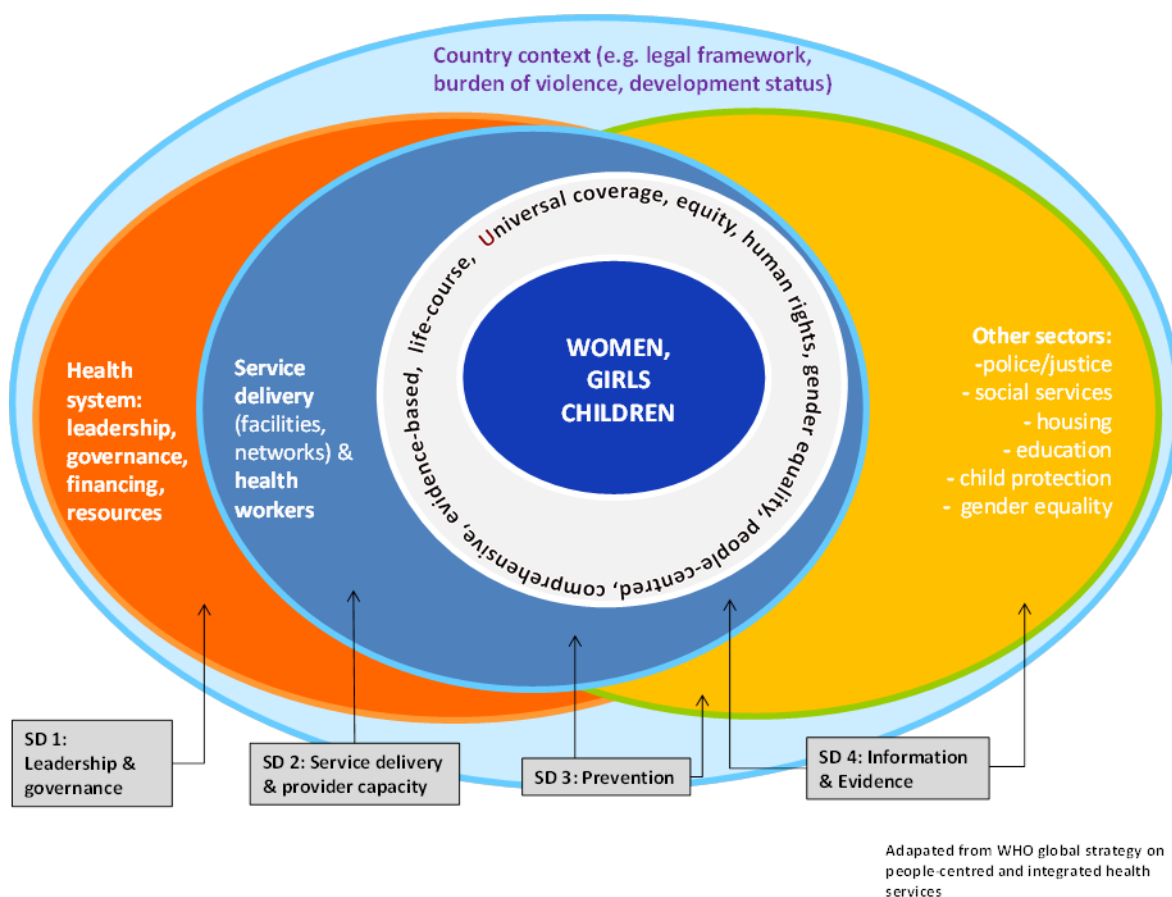 Country context (e.g. legal framework,
burden of violence, development status)
Universal coverage, equity, human rights, gender equality, people-centred, comprehensive, evidence-based, life-course,
WOMEN,
GIRLS
CHILDREN
Health
system:
leadership,
governance,
financing,
resources
Service
delivery
(facilities,
networks) &
health
workers
Other sectors:
-police/justice
- social services
- housing
- education
- child protection
- gender equality
SD 1:
Leadership &
governance
SD 2: Service delivery
& provider capacity
SD 3: Prevention
SD 4: Information
& Evidence
Adapated from WHO global strategy on
people-centred and integrated health
services